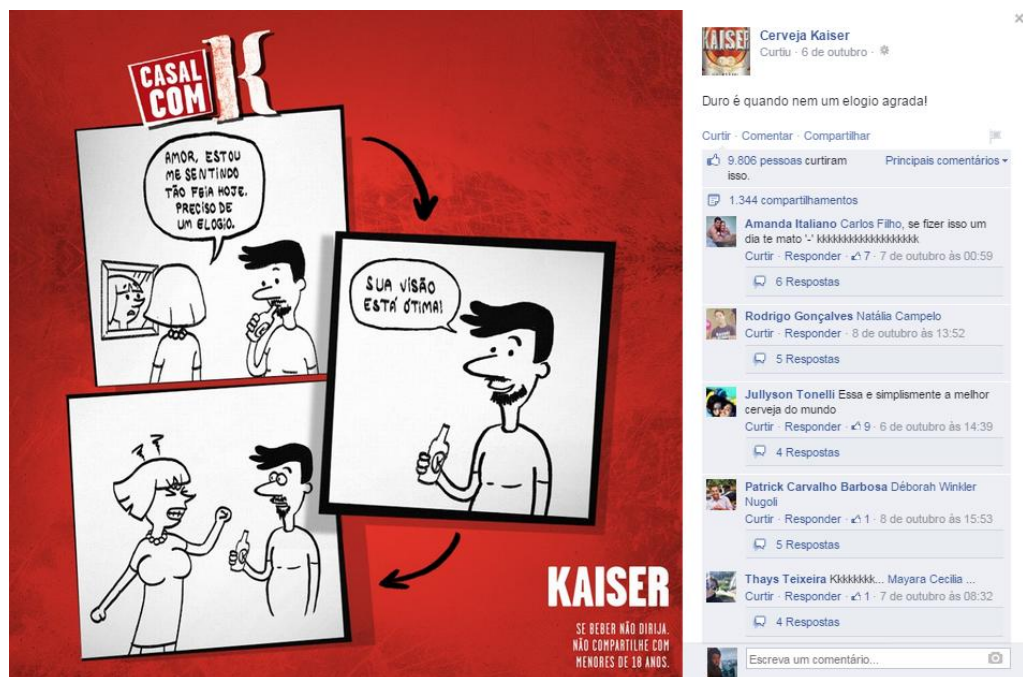 CASAL
COM K
AMOR, ESTOU
ME SENTINDO
TÃO FEIA HOJE.
PRECISO DE
UM ELOGIO.
SUA VISÃO
ESTÁ ÓTIMA!
? ?
K
KAISER
SE BEBER NÃO DIRIJA.
NÃO COMPARTILHE COM
MENORES DE 18 ANOS.
KAISER
Cerveja Kaiser
Curtiu · 6 de outubro ·
Duro é quando nem um elogio agrada!
Curtir · Comentar · Compartilhar
9.806 pessoas curtiram isso.
Principais comentários
1.344 compartilhamentos
Amanda Italiano Carlos Filho, se fizer isso um
dia te mato '-' kkkkkkkkkkkkkkkkkk
Curtir · Responder · 7 · 7 de outubro às 00:59
6 Respostas
Rodrigo Gonçalves Natália Campelo
Curtir · Responder · 8 de outubro às 13:52
5 Respostas
Jullyson Tonelli Essa e simplismente a melhor
cerveja do mundo
Curtir · Responder · 9 · 6 de outubro às 14:39
4 Respostas
Patrick Carvalho Barbosa Déborah Winkler
Nugoli
Curtir · Responder · 1 · 8 de outubro às 15:53
5 Respostas
Thays Teixeira Kkkkkkk... Mayara Cecilia ...
Curtir · Responder · 1 · 7 de outubro às 08:32
4 Respostas
Escreva um comentário...